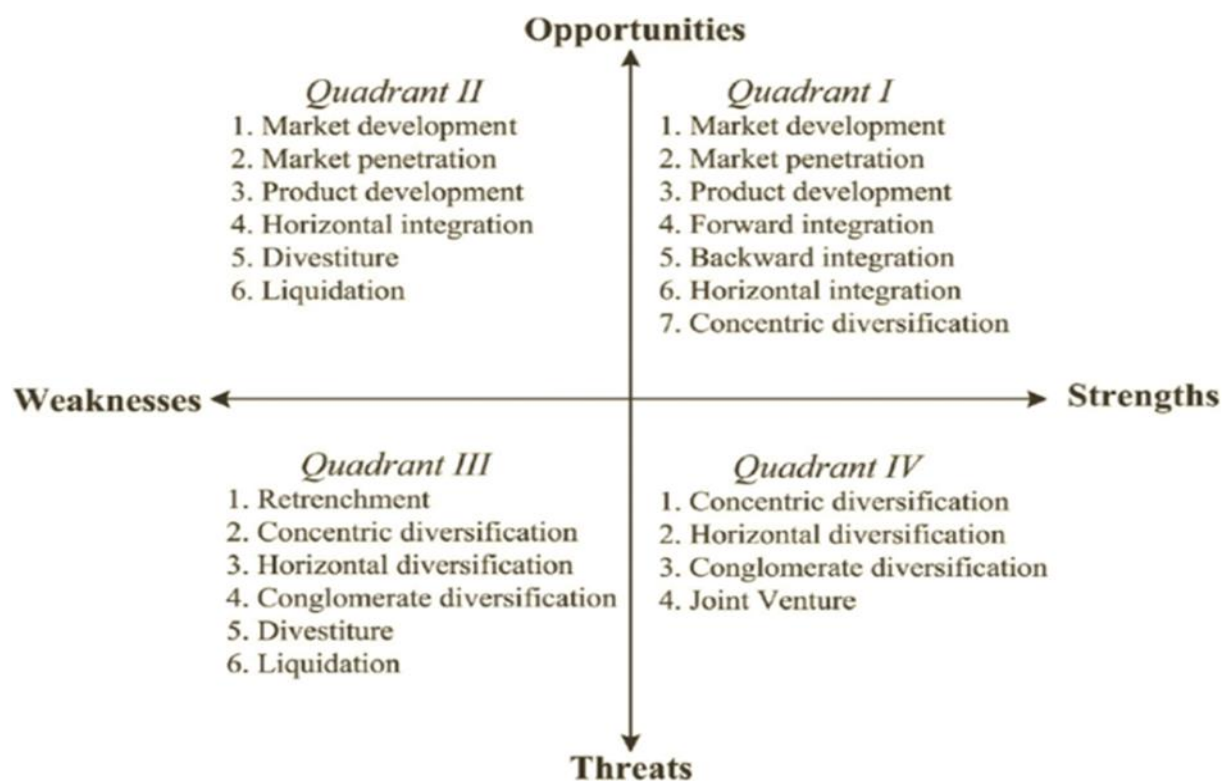 Opportunities
Quadrant II
1. Market development
2. Market penetration
3. Product development
4. Horizontal integration
5. Divestiture
6. Liquidation
Quadrant I
1. Market development
2. Market penetration
3. Product development
4. Forward integration
5. Backward integration
6. Horizontal integration
7. Concentric diversification
Weaknesses
Strengths
Quadrant III
1. Retrenchment
2. Concentric diversification
3. Horizontal diversification
4. Conglomerate diversification
5. Divestiture
6. Liquidation
Quadrant IV
1. Concentric diversification
2. Horizontal diversification
3. Conglomerate diversification
4. Joint Venture
Threats